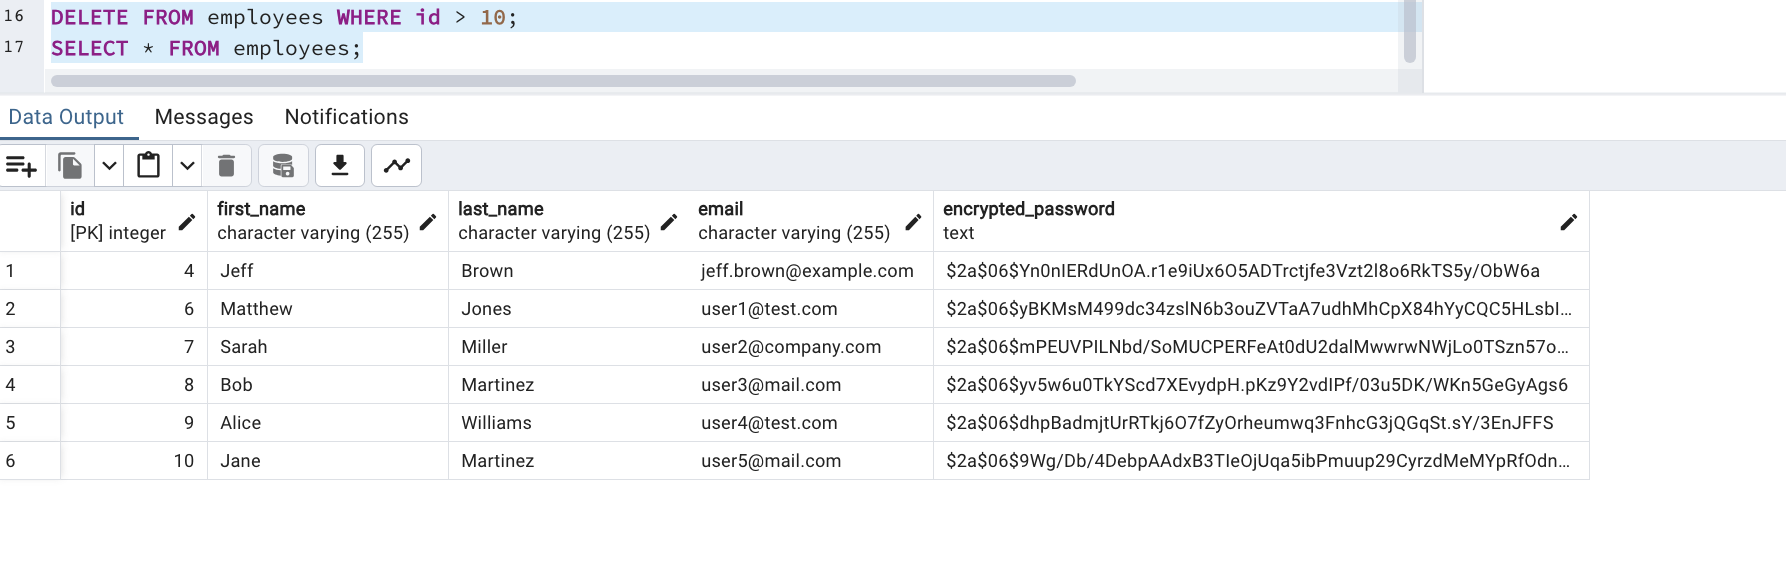 16 DELETE FROM employees WHERE id > 10;
17 SELECT * FROM employees;
Data Output Messages Notifications
id first_name last_name email encrypted_password
[PK] integer character varying (255) character varying (255) character varying (255) text
1 4 Jeff Brown jeff.brown@example.com $2a$06$Yn0nIERdUnOA.r1e9iUx6O5ADTrctjfe3Vzt2l8o6RkTS5y/ObW6a
2 6 Matthew Jones user1@test.com $2a$06$yBKMsM499dc34zslN6b3ouZVTaA7udhMhCpX84hYyCQC5HLsbI...
3 7 Sarah Miller user2@company.com $2a$06$mPEUVPILNbd/SoMUCPERFeAt0dU2dalMwwrwNWjLo0TSzn57o...
4 8 Bob Martinez user3@mail.com $2a$06$yv5w6u0TkYScd7XEvydpH.pKz9Y2vdIPf/03u5DK/WKn5GeGyAgs6
5 9 Alice Williams user4@test.com $2a$06$dhpBadmjtUrRTkj6O7fZyOrheumwq3FnhcG3jQGqSt.sY/3EnJFFS
6 10 Jane Martinez user5@mail.com $2a$06$9Wg/Db/4DebpAAdxB3TIeOjUqa5ibPmuup29CyrzdMeMYpRfOdn...